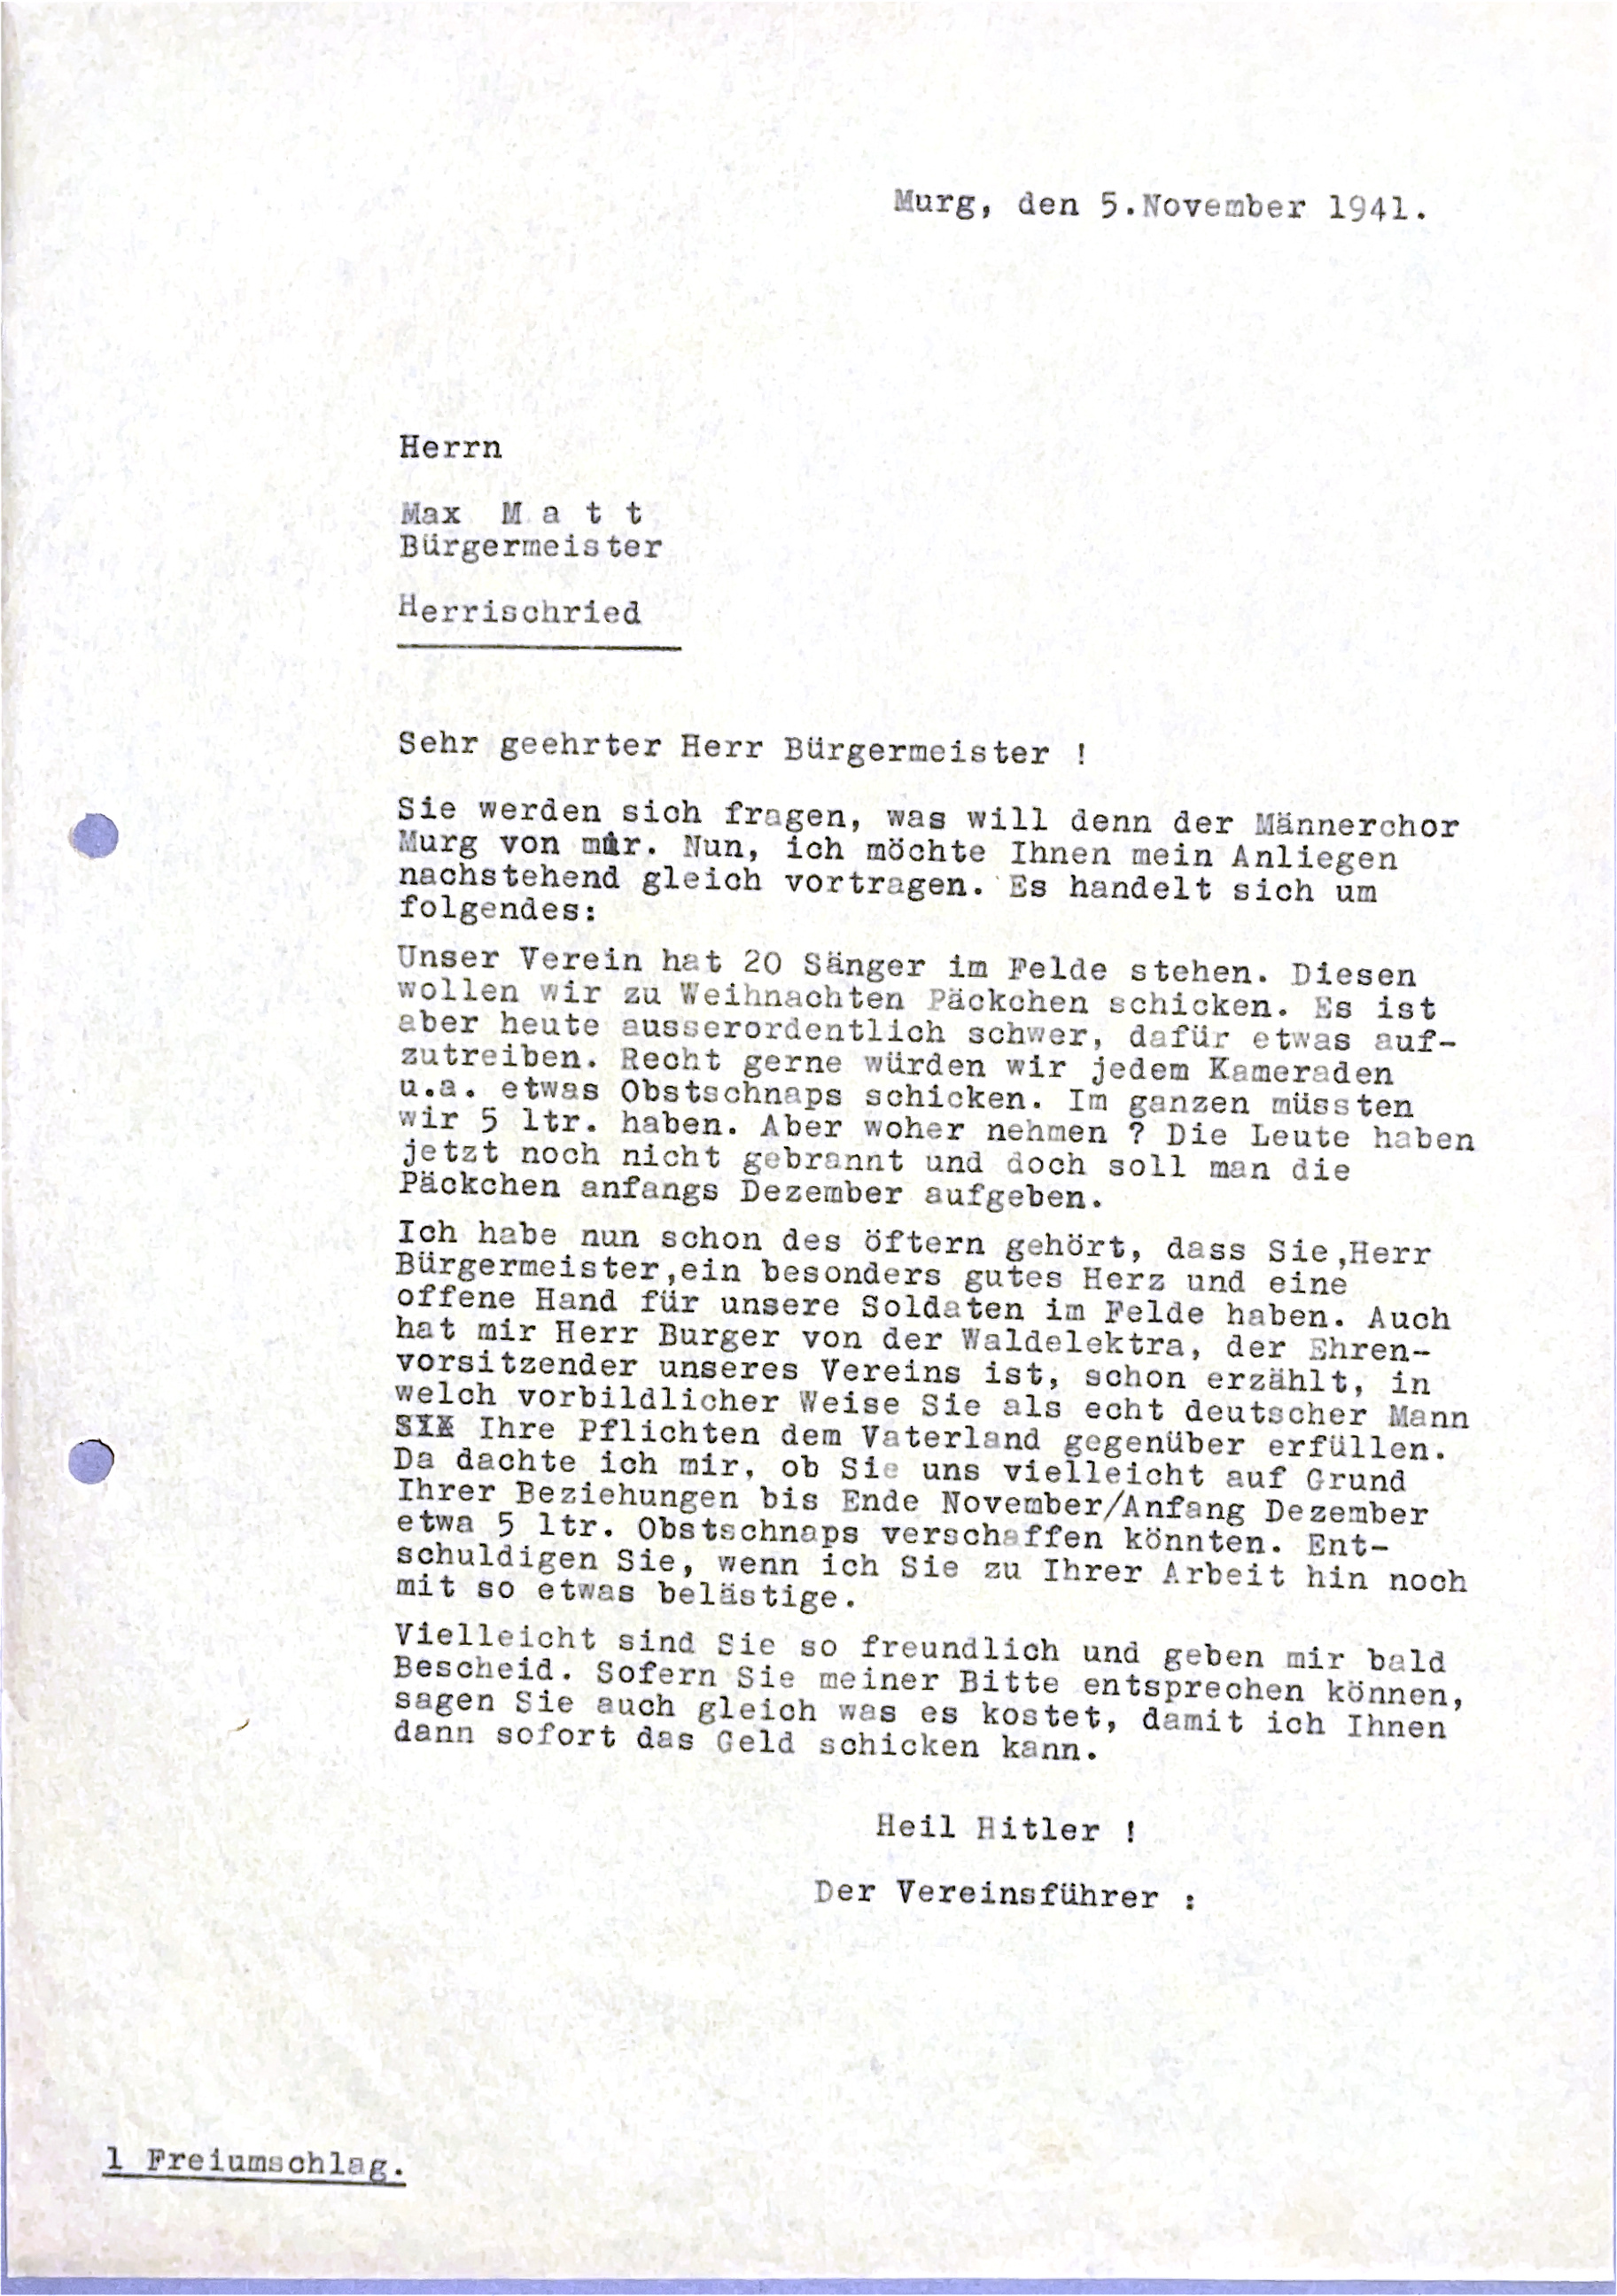 Murg, den 5.November 1941.
Herrn
Max M a t t
Bürgermeister
Herrischried
Sehr geehrter Herr Bürgermeister !
Sie werden sich fragen, was will denn der Männerchor
Murg von mir. Nun, ich möchte Ihnen mein Anliegen
nachstehend gleich vortragen. Es handelt sich um
folgendes:
Unser Verein hat 20 Sänger im Felde stehen. Diesen
wollen wir zu Weihnachten Päckchen schicken. Es ist
aber heute ausserordentlich schwer, dafür etwas auf-
zutreiben. Recht gerne würden wir jedem Kameraden
u.a. etwas Obstschnaps schicken. Im ganzen müssten
wir 5 ltr. haben. Aber woher nehmen ? Die Leute haben
jetzt noch nicht gebrannt und doch soll man die
Päckchen anfangs Dezember aufgeben.
Ich habe nun schon des öftern gehört, dass Sie,Herr
Bürgermeister,ein besonders gutes Herz und eine
offene Hand für unsere Soldaten im Felde haben. Auch
hat mir Herr Burger von der Waldelektra, der Ehren-
vorsitzender unseres Vereins ist, schon erzählt, in
welch vorbildlicher Weise Sie als echt deutscher Mann
Ihre Pflichten dem Vaterland gegenüber erfüllen.
Da dachte ich mir, ob Sie uns vielleicht auf Grund
Ihrer Beziehungen bis Ende November/Anfang Dezember
etwa 5 ltr. Obstschnaps verschaffen könnten. Ent-
schuldigen Sie, wenn ich Sie zu Ihrer Arbeit hin noch
mit so etwas belästige.
Vielleicht sind Sie so freundlich und geben mir bald
Bescheid. Sofern Sie meiner Bitte entsprechen können,
sagen Sie auch gleich was es kostet, damit ich Ihnen
dann sofort das Geld schicken kann.
Heil Hitler !
Der Vereinsführer :
1 Freiumschlag.